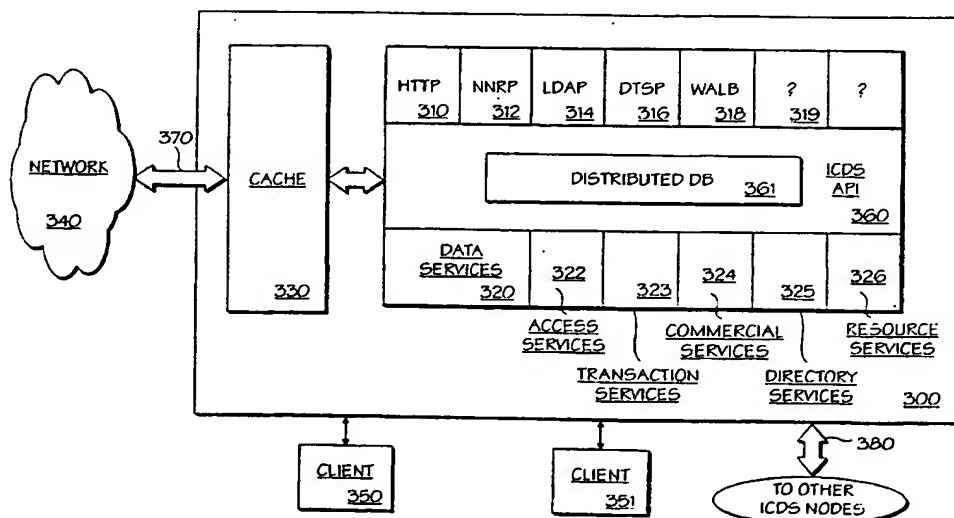 HTTP
310
NNRP
312
LDAP
314
DTSP
316
WALB
318
?
319
?
370
NETWORK
340
CACHE
330
DISTRIBUTED DB
361
ICDS
API
360
DATA
SERVICES
320
322
323
324
325
326
ACCESS
SERVICES
COMMERCIAL
SERVICES
RESOURCE
SERVICES
TRANSACTION
SERVICES
DIRECTORY
SERVICES
300
CLIENT
350
CLIENT
351
380
TO OTHER
ICDS NODES